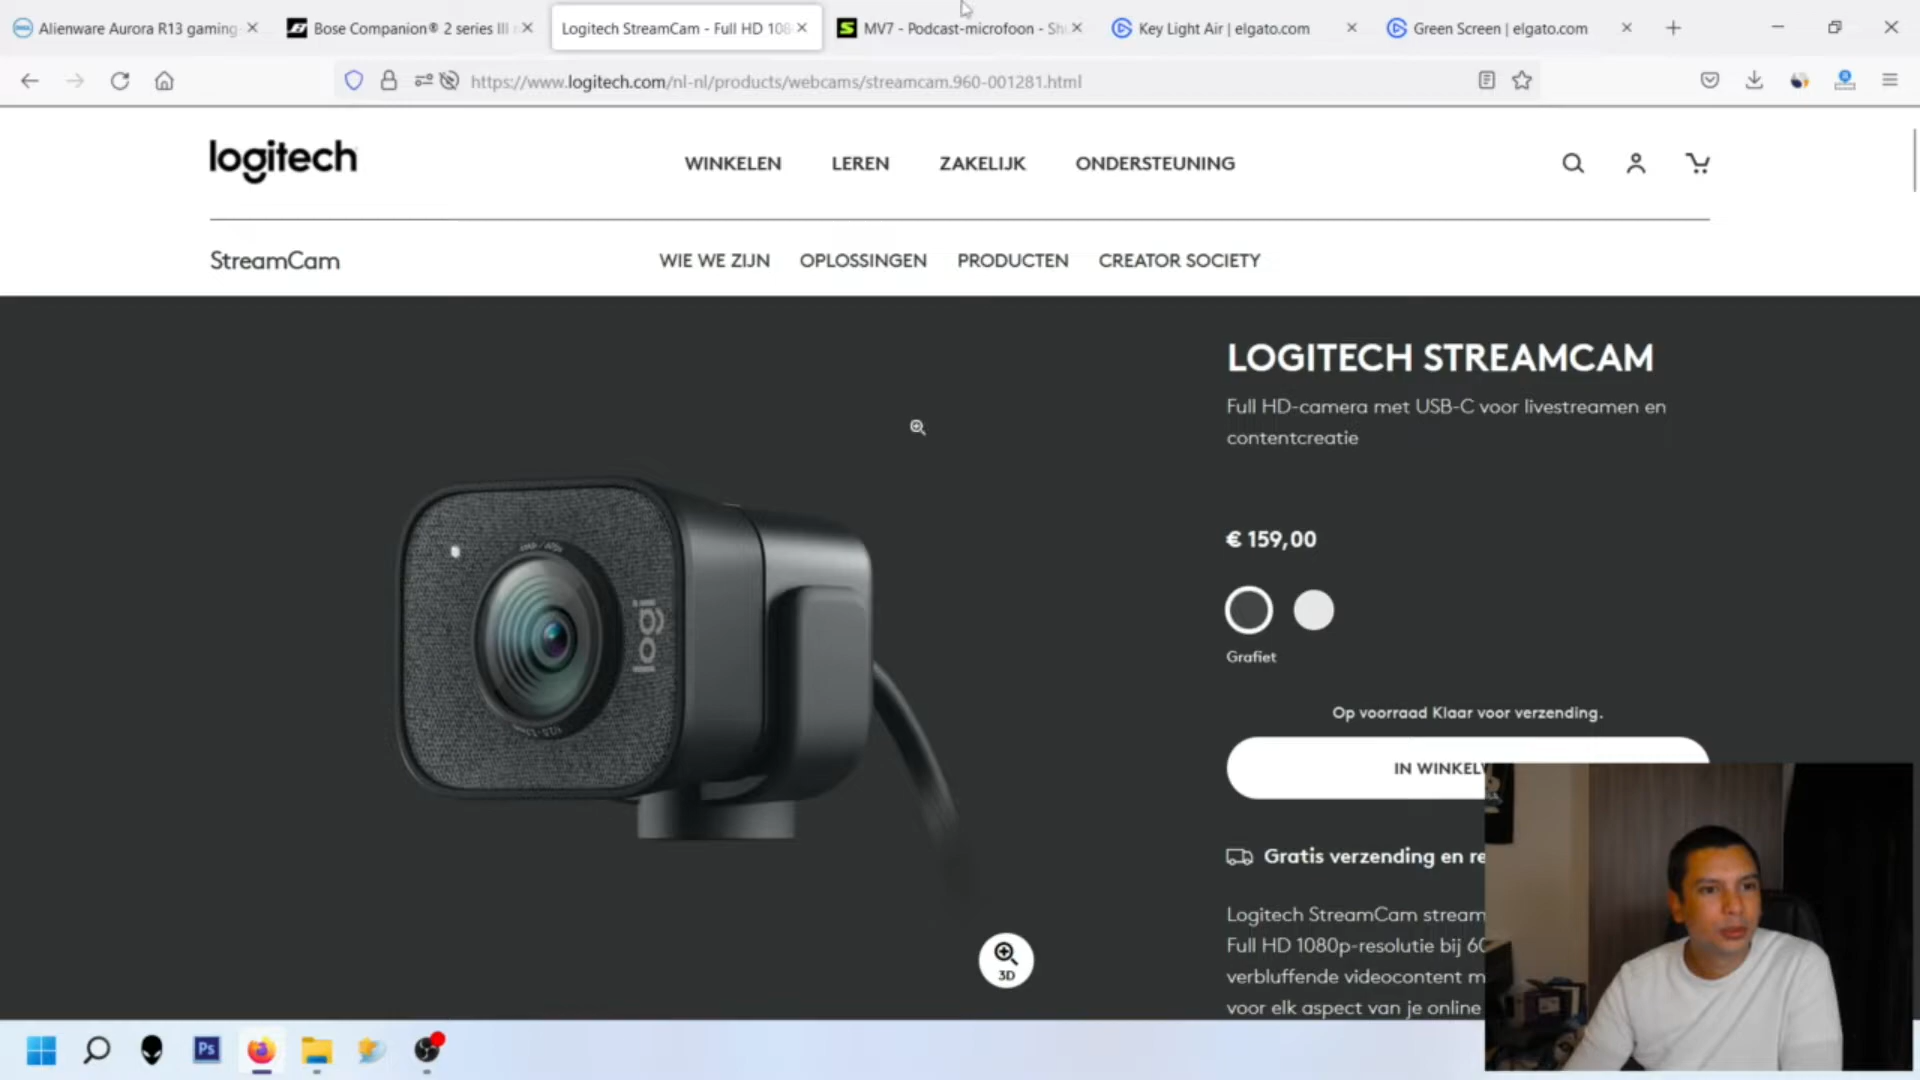 Alienware Aurora R13 gaming
Bose Companion® 2 series III
Logitech StreamCam - Full HD 108
MV7 - Podcast-microfoon - Sh
Key Light Air | elgato.com
Green Screen | elgato.com
https://www.logitech.com/nl-nl/products/webcams/streamcam.960-001281.html
logitech
WINKELEN
LEREN
ZAKELIJK
ONDERSTEUNING
StreamCam
WIE WE ZIJN
OPLOSSINGEN
PRODUCTEN
CREATOR SOCIETY
LOGITECH STREAMCAM
Full HD-camera met USB-C voor livestreamen en
contentcreatie
€ 159,00
Grafiet
Op voorraad Klaar voor verzending.
IN WINKELW
Gratis verzending en re
Logitech StreamCam stream
Full HD 1080p-resolutie bij 60
verbluffende videocontent m
voor elk aspect van je online
logi
3D
Ps